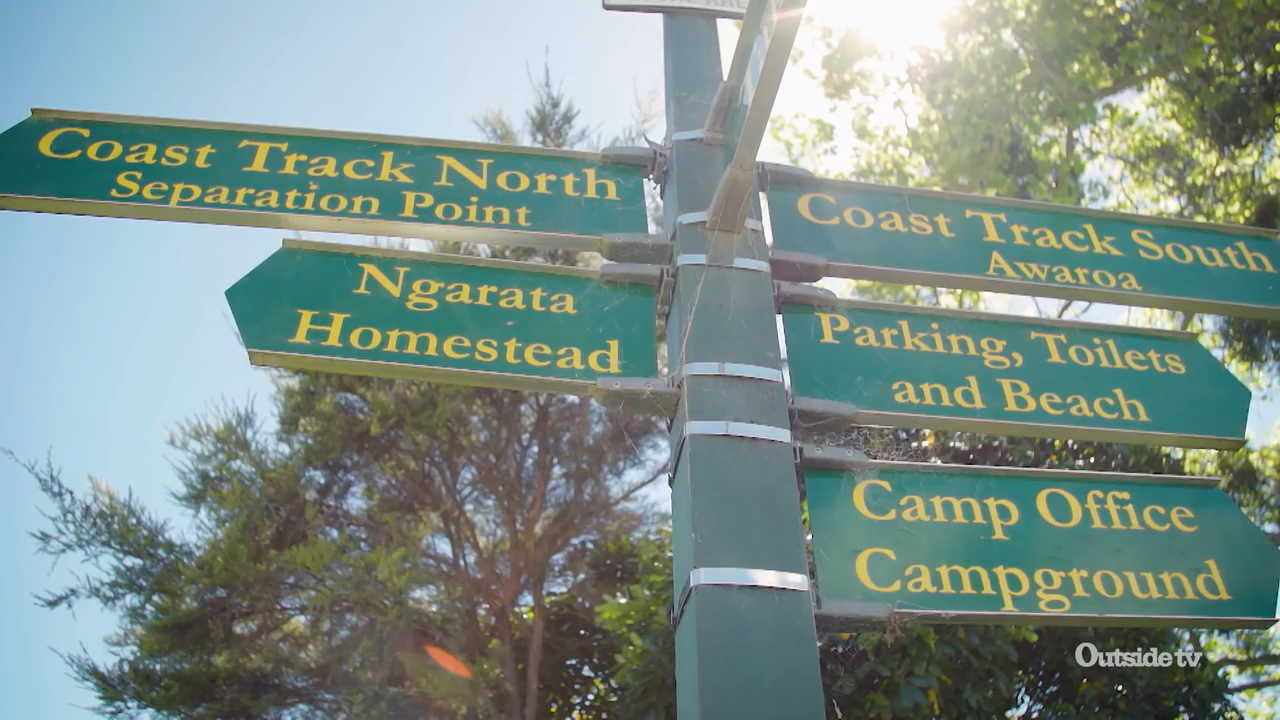 Coast Track North
Separation Point
Ngarata
Homestead
Coast Track South
Awaroa
Parking, Toilets
and Beach
Camp Office
Campground
Outside tv